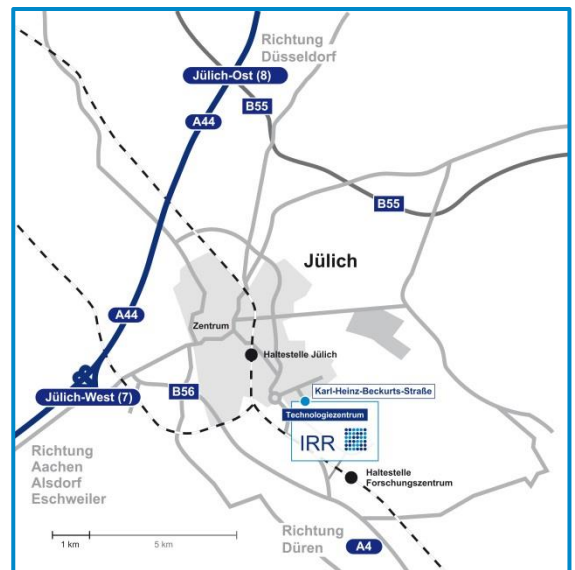 Richtung
Düsseldorf
Jülich-Ost (8)
B55
A44
B55
Jülich
A44
Zentrum
Haltestelle Jülich
Jülich-West (7)
B56
Karl-Heinz-Beckurts-Straße
Technologiezentrum
IRR
Richtung
Aachen
Alsdorf
Eschweiler
Haltestelle
Forschungszentrum
Richtung
Düren
A4
1 km
5 km